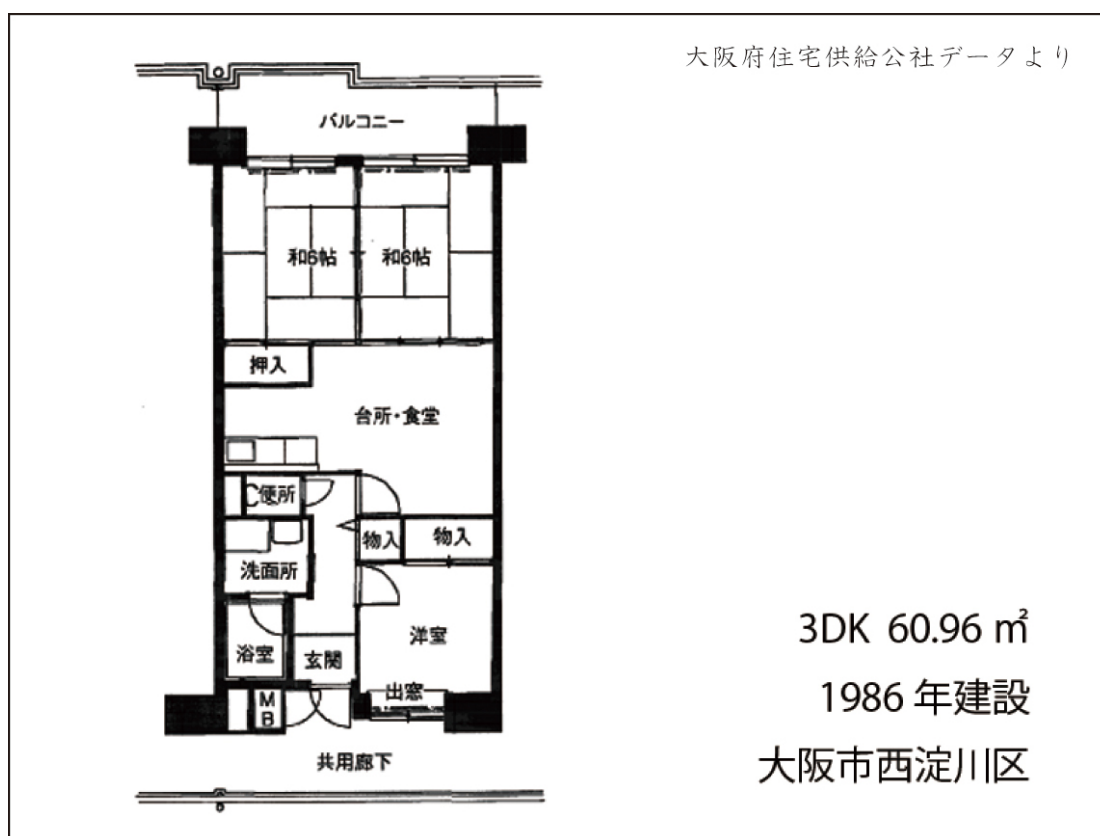 大阪府住宅供給公社データより
バルコニー
和6帖
和6帖
押入
台所・食堂
便所
物入
物入
洗面所
洋室
浴室
玄関
出窓
MB
共用廊下
3DK 60.96 ㎡
1986 年建設
大阪市西淀川区